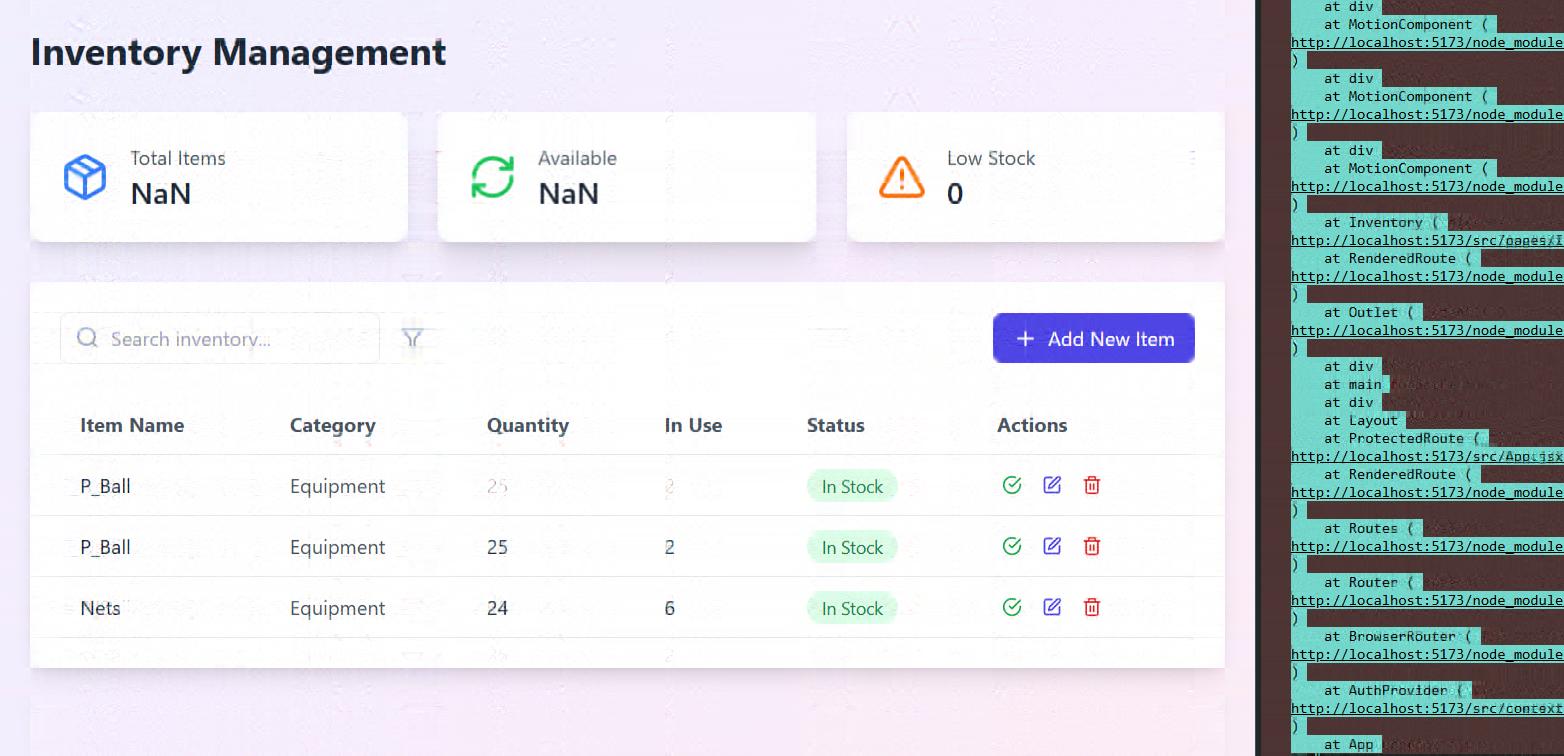 Inventory Management
Total Items
NaN
Available
NaN
Low Stock
0
Search inventory...
Add New Item
Item Name Category Quantity In Use Status Actions
P_Ball Equipment 25 2 In Stock
P_Ball Equipment 25 2 In Stock
Nets Equipment 24 6 In Stock
at div
at MotionComponent (
http://localhost:5173/node_module
)
at div
at MotionComponent (
http://localhost:5173/node_module
)
at div
at MotionComponent (
http://localhost:5173/node_module
)
at Inventory (
http://localhost:5173/src/pages/I
at RenderedRoute (
http://localhost:5173/node_module
)
at Outlet (
http://localhost:5173/node_module
)
at div
at main
at div
at Layout
at ProtectedRoute (
http://localhost:5173/src/App.jsx
at RenderedRoute (
http://localhost:5173/node_module
)
at Routes (
http://localhost:5173/node_module
)
at Router (
http://localhost:5173/node_module
)
at BrowserRouter (
http://localhost:5173/node_module
)
at AuthProvider (
http://localhost:5173/src/context
)
at App